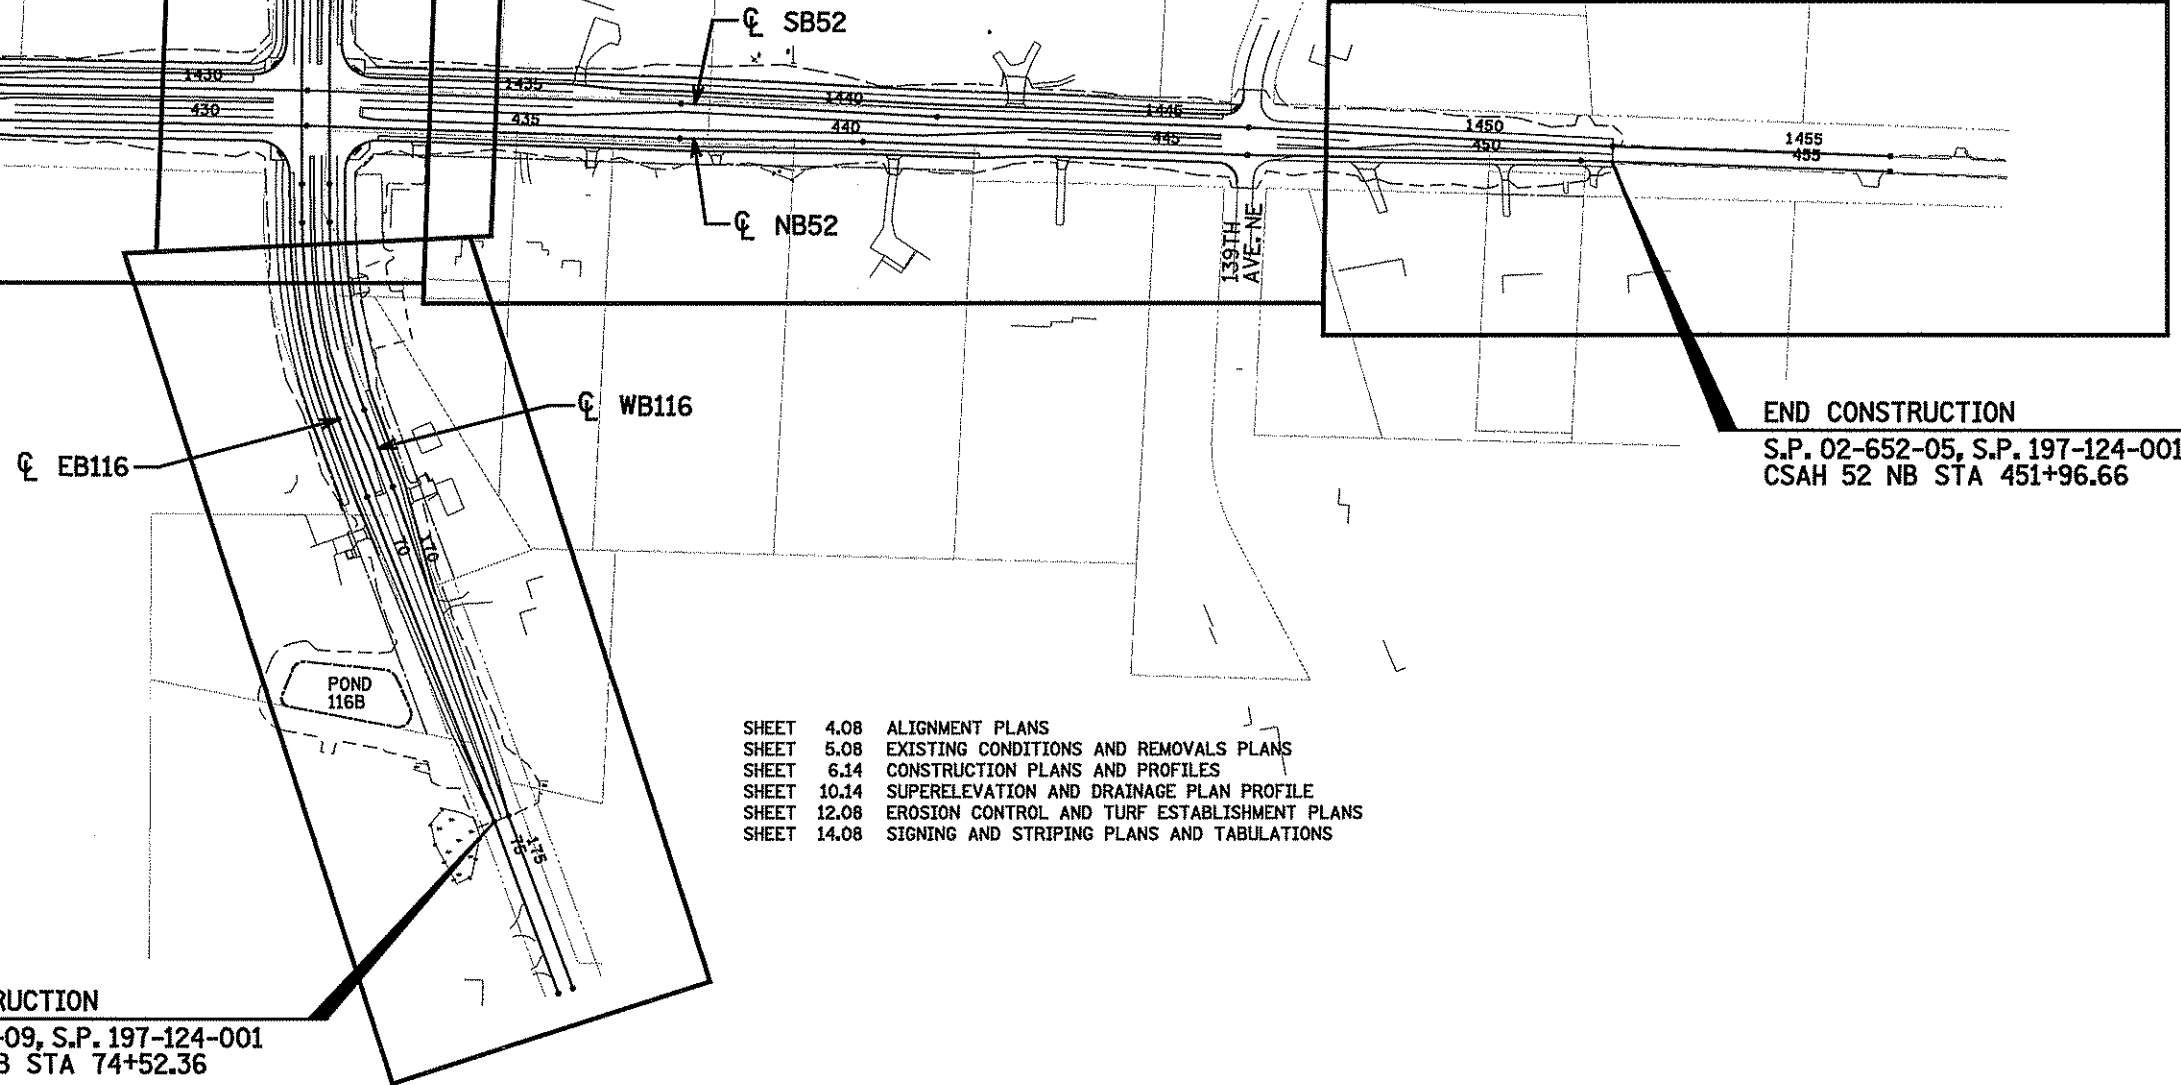 ℄ SB52
1430
1435
1440
1445
1450
1455
430
435
440
445
450
455
℄ NB52
139TH
AVE. NE
℄ WB116
℄ EB116
END CONSTRUCTION
S.P. 02-652-05, S.P. 197-124-001
CSAH 52 NB STA 451+96.66
70
170
POND
116B
SHEET 4.08 ALIGNMENT PLANS
SHEET 5.08 EXISTING CONDITIONS AND REMOVALS PLANS
SHEET 6.14 CONSTRUCTION PLANS AND PROFILES
SHEET 10.14 SUPERELEVATION AND DRAINAGE PLAN PROFILE
SHEET 12.08 EROSION CONTROL AND TURF ESTABLISHMENT PLANS
SHEET 14.08 SIGNING AND STRIPING PLANS AND TABULATIONS
75
175
RUCTION
-09, S.P. 197-124-001
B STA 74+52.36